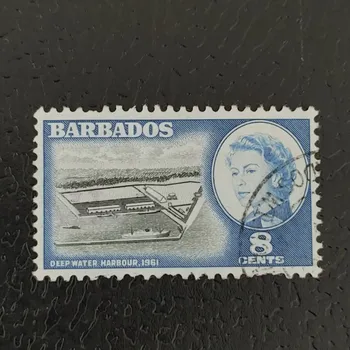 BARBADOS
DEEP WATER HARBOUR, 1961
8
CENTS